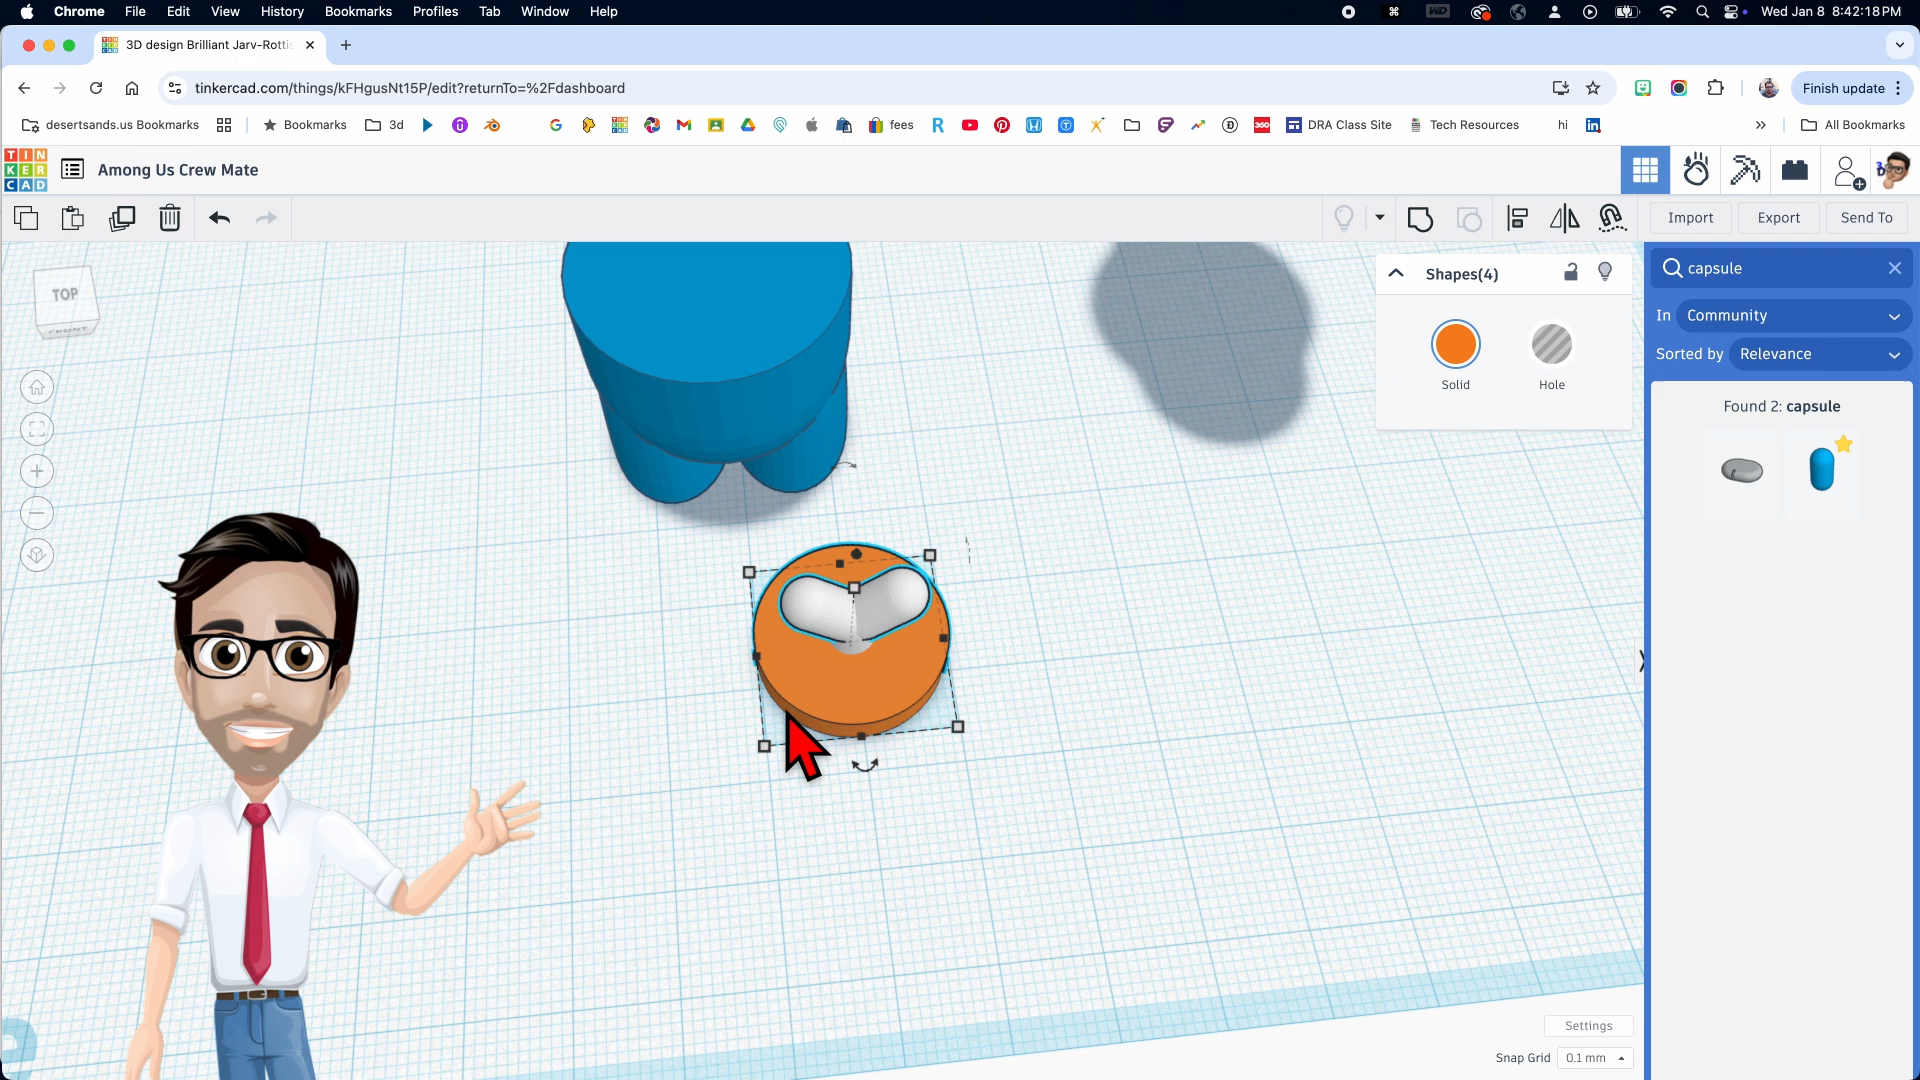 Chrome File Edit View History Bookmarks Profiles Tab Window Help
Wed Jan 8 8:42:18 PM
3D design Brilliant Jarv-Rotti
tinkercad.com/things/kFHgusNt15P/edit?returnTo=%2Fdashboard
Finish update
desertsands.us Bookmarks
Bookmarks
3d
fees
DRA Class Site
Tech Resources
hi
All Bookmarks
TIN
KER
CAD
Among Us Crew Mate
Import
Export
Send To
TOP
FRONT
Shapes(4)
Solid
Hole
capsule
In Community
Sorted by Relevance
Found 2: capsule
Settings
Snap Grid 0.1 mm